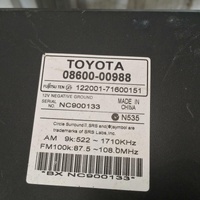 TOYOTA
08600-00988
FUJITSU TEN 122001-71600151
12V NEGATIVE GROUND
SERIAL NO. NC900133
MADE IN CHINA
N535
Circle Surround II, SRS and (●) symbol are
trademarks of SRS Labs, Inc.
AM 9k:522 ~ 1710KHz
FM100k:87.5 ~ 108.0MHz
"BX NC900133"